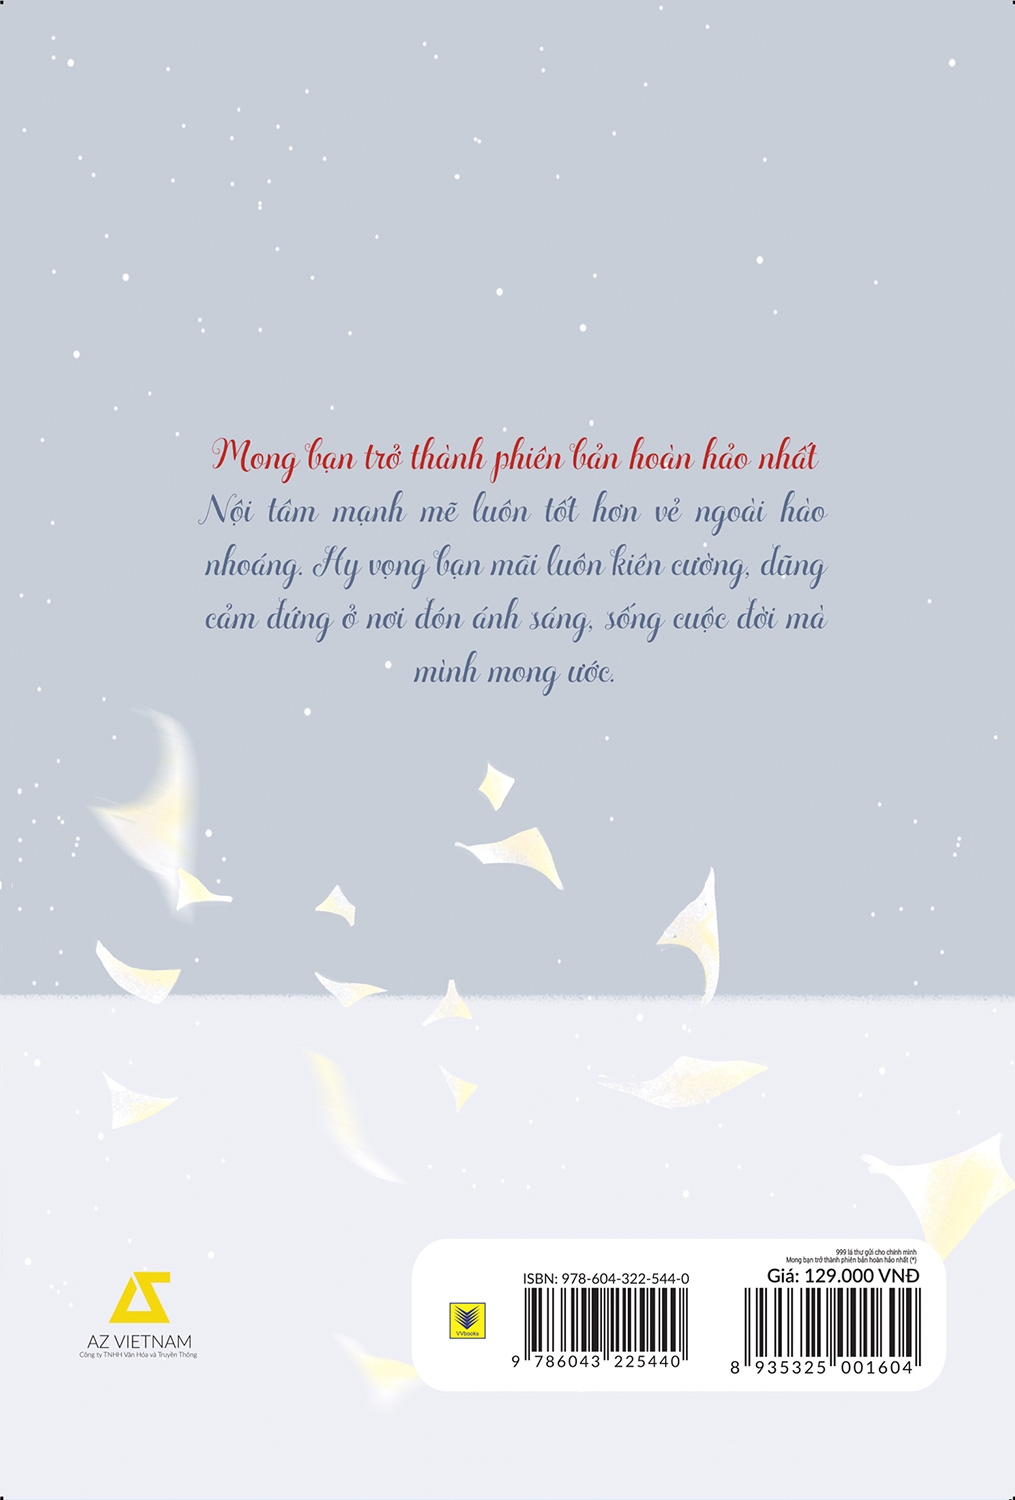 Mong bạn trở thành phiên bản hoàn hảo nhất
Nội tâm mạnh mẽ luôn tốt hơn vẻ ngoài hào
nhoáng. Hy vọng bạn mãi luôn kiên cường, dũng
cảm đứng ở nơi đón ánh sáng, sống cuộc đời mà
mình mong ước.
999 lá thư gửi cho chính mình
Mong bạn trở thành phiên bản hoàn hảo nhất (*)
Giá: 129.000 VNĐ
ISBN: 978-604-322-544-0
VVbooks
9 786043 225440
8 935325 001604
AZ VIETNAM
Công ty TNHH Văn Hóa và Truyền Thông